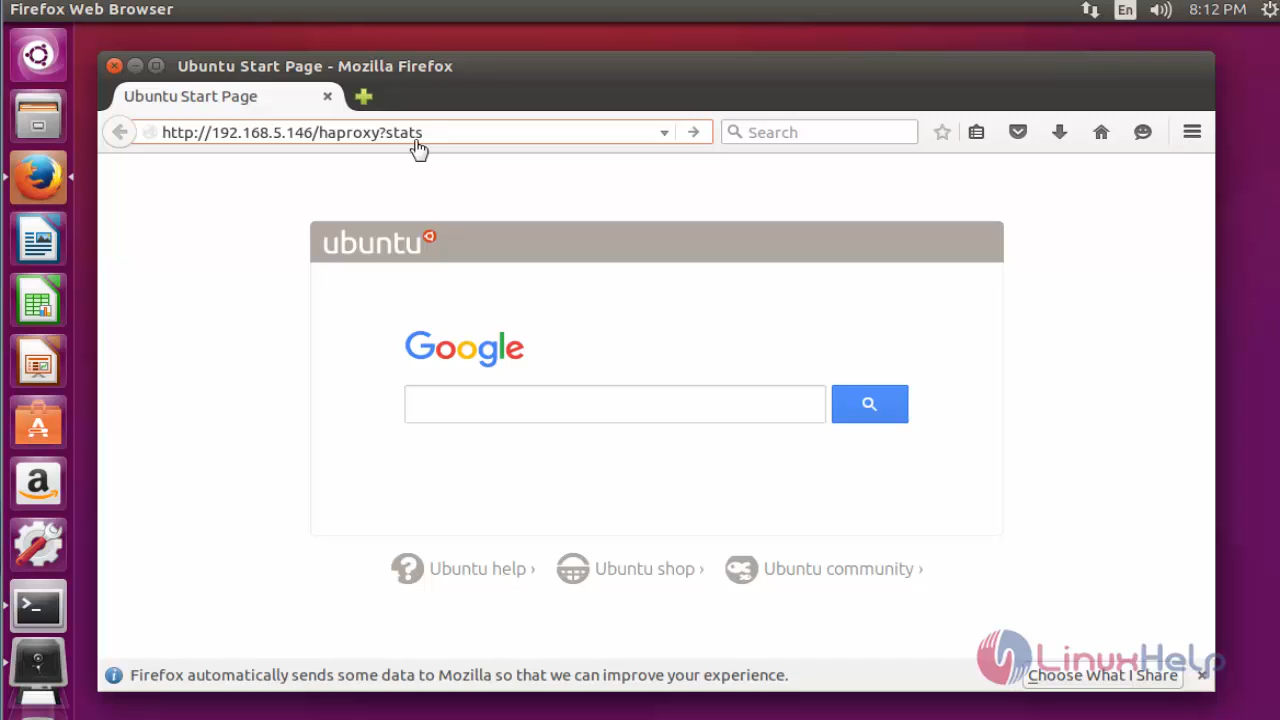 Firefox Web Browser
En
8:12 PM
Ubuntu Start Page - Mozilla Firefox
Ubuntu Start Page
http://192.168.5.146/haproxy?stats
Search
ubuntu
Google
Ubuntu help ›
Ubuntu shop ›
Ubuntu community ›
a
>_
LinuxHelp
Firefox automatically sends some data to Mozilla so that we can improve your experience.
Choose What I Share